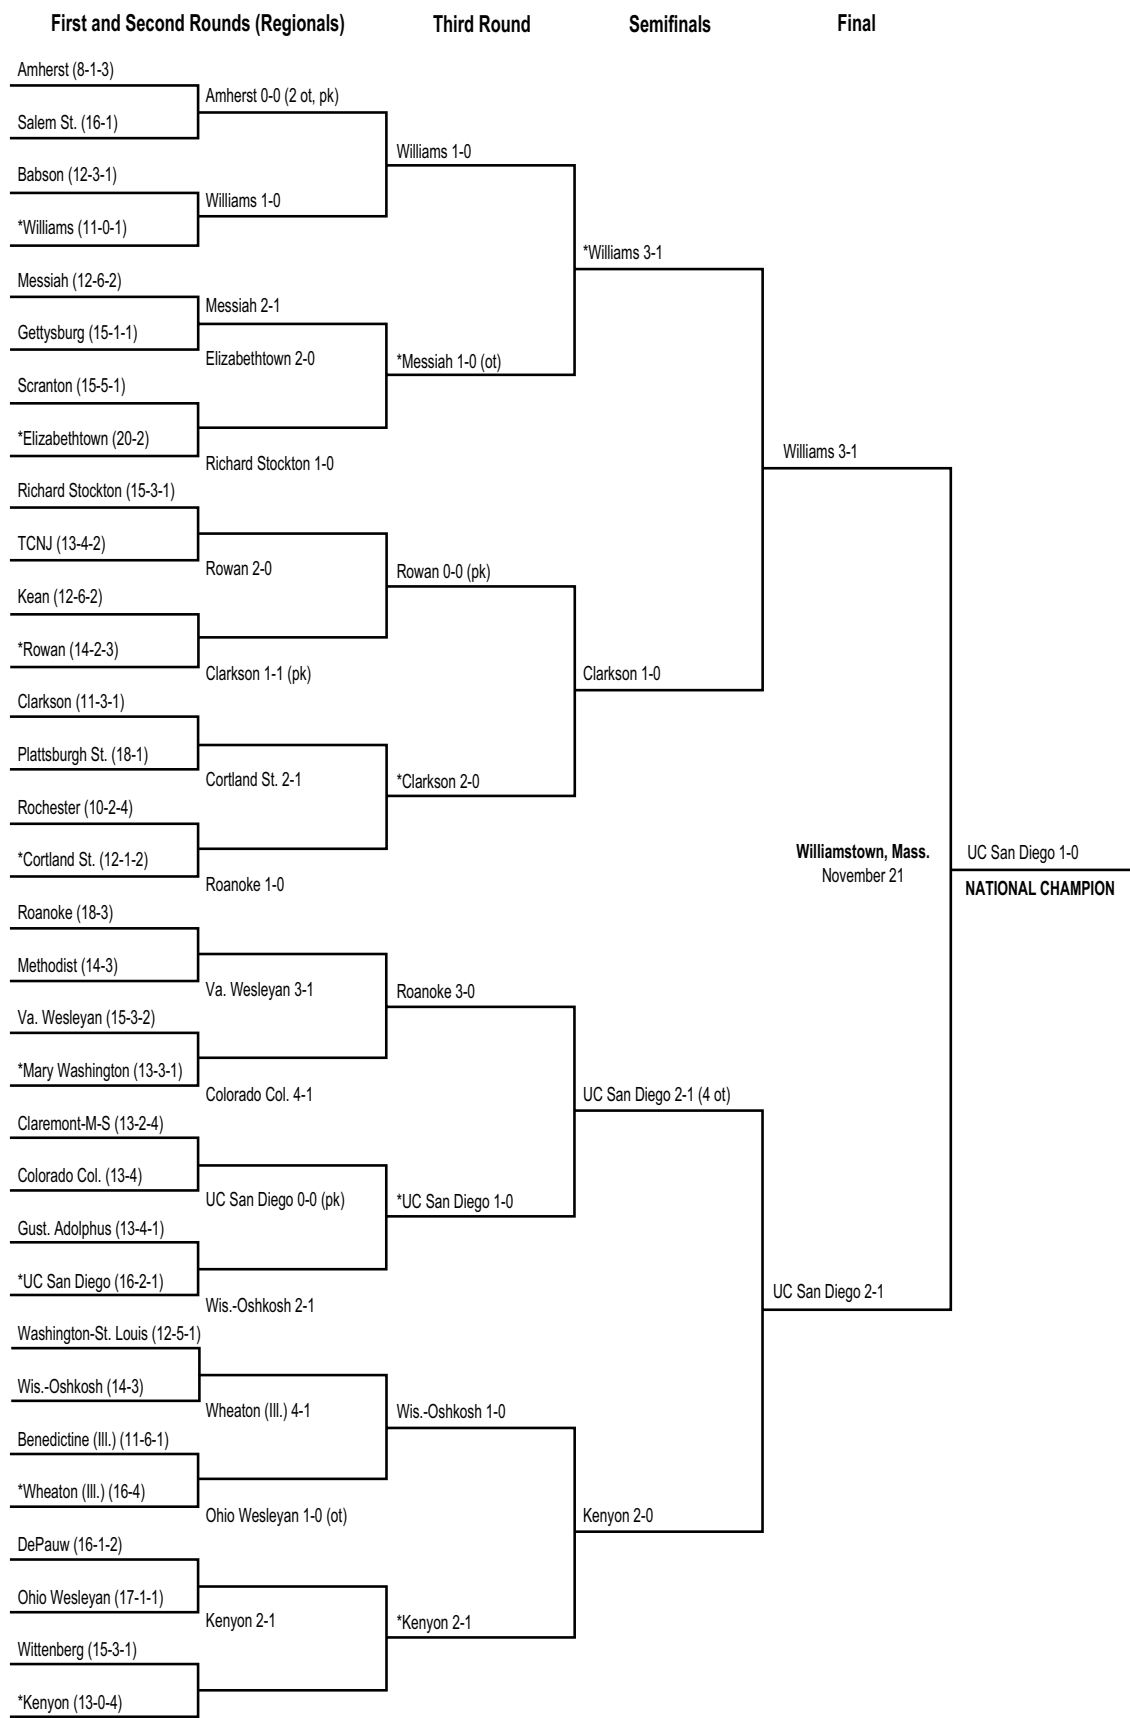 First and Second Rounds (Regionals)
Third Round
Semifinals
Final
Amherst (8-1-3)
Salem St. (16-1)
Babson (12-3-1)
*Williams (11-0-1)
Messiah (12-6-2)
Gettysburg (15-1-1)
Scranton (15-5-1)
*Elizabethtown (20-2)
Richard Stockton (15-3-1)
TCNJ (13-4-2)
Kean (12-6-2)
*Rowan (14-2-3)
Clarkson (11-3-1)
Plattsburgh St. (18-1)
Rochester (10-2-4)
*Cortland St. (12-1-2)
Roanoke (18-3)
Methodist (14-3)
Va. Wesleyan (15-3-2)
*Mary Washington (13-3-1)
Claremont-M-S (13-2-4)
Colorado Col. (13-4)
Gust. Adolphus (13-4-1)
*UC San Diego (16-2-1)
Washington-St. Louis (12-5-1)
Wis.-Oshkosh (14-3)
Benedictine (Ill.) (11-6-1)
*Wheaton (Ill.) (16-4)
DePauw (16-1-2)
Ohio Wesleyan (17-1-1)
Wittenberg (15-3-1)
*Kenyon (13-0-4)
Amherst 0-0 (2 ot, pk)
Williams 1-0
Messiah 2-1
Elizabethtown 2-0
Richard Stockton 1-0
Rowan 2-0
Clarkson 1-1 (pk)
Cortland St. 2-1
Roanoke 1-0
Va. Wesleyan 3-1
Colorado Col. 4-1
UC San Diego 0-0 (pk)
Wis.-Oshkosh 2-1
Wheaton (Ill.) 4-1
Ohio Wesleyan 1-0 (ot)
Kenyon 2-1
Williams 1-0
*Messiah 1-0 (ot)
Rowan 0-0 (pk)
*Clarkson 2-0
Roanoke 3-0
*UC San Diego 1-0
Wis.-Oshkosh 1-0
*Kenyon 2-1
*Williams 3-1
Clarkson 1-0
UC San Diego 2-1 (4 ot)
Kenyon 2-0
Williams 3-1
UC San Diego 2-1
Williamstown, Mass.
November 21
UC San Diego 1-0
NATIONAL CHAMPION